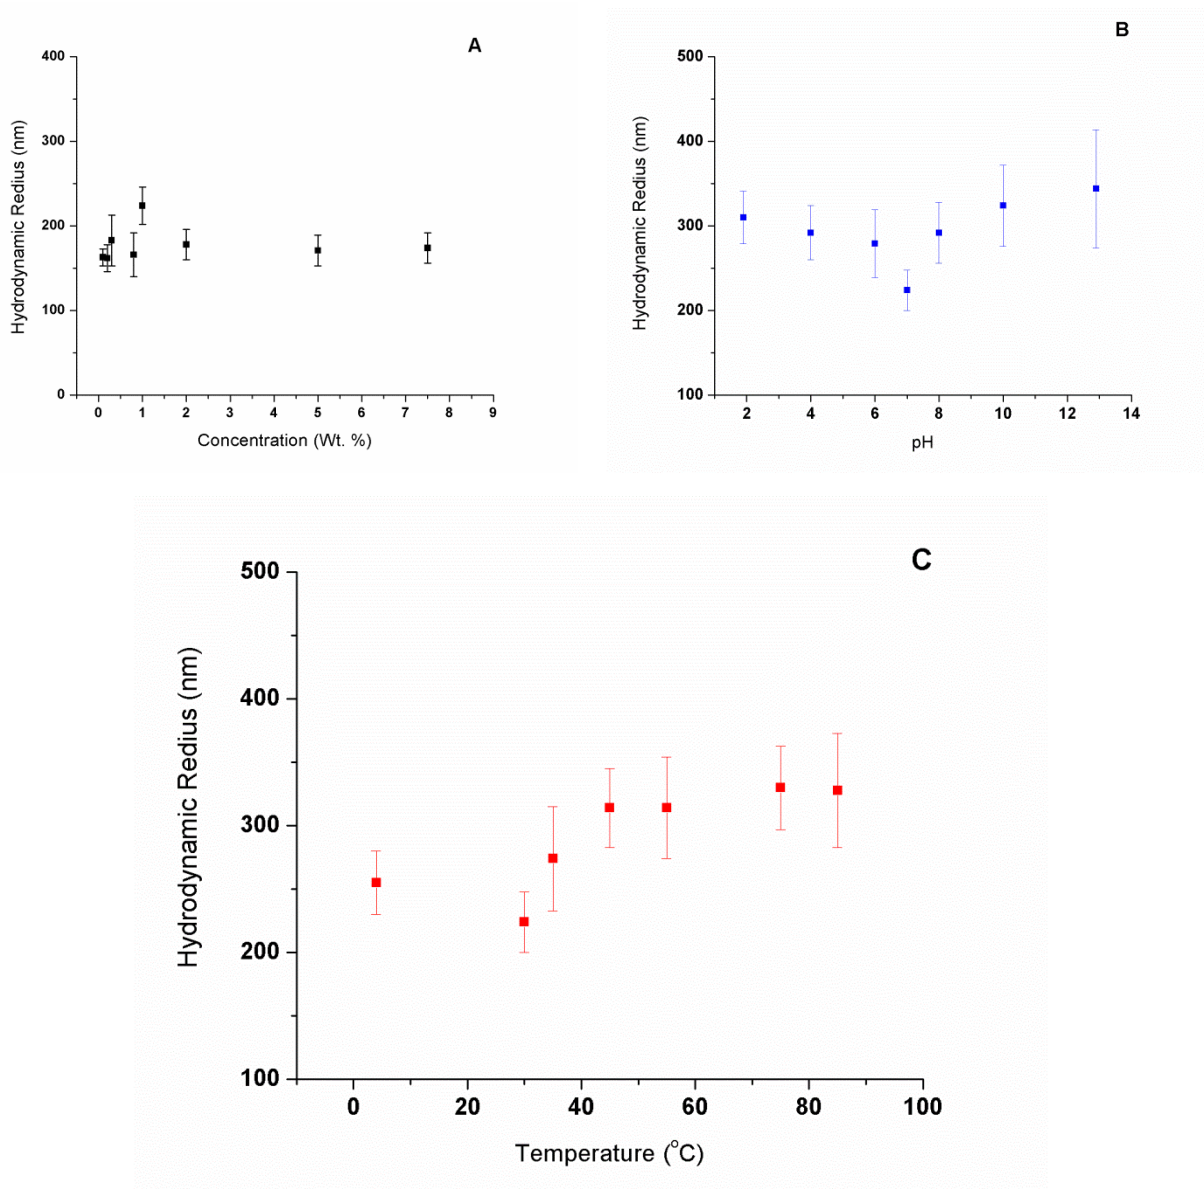 A
400
300
200
100
0
Hydrodynamic Redius (nm)
0 1 2 3 4 5 6 7 8 9
Concentration (Wt. %)
B
500
400
300
200
100
Hydrodynamic Redius (nm)
2 4 6 8 10 12 14
pH
C
500
400
300
200
100
Hydrodynamic Redius (nm)
0 20 40 60 80 100
Temperature (°C)